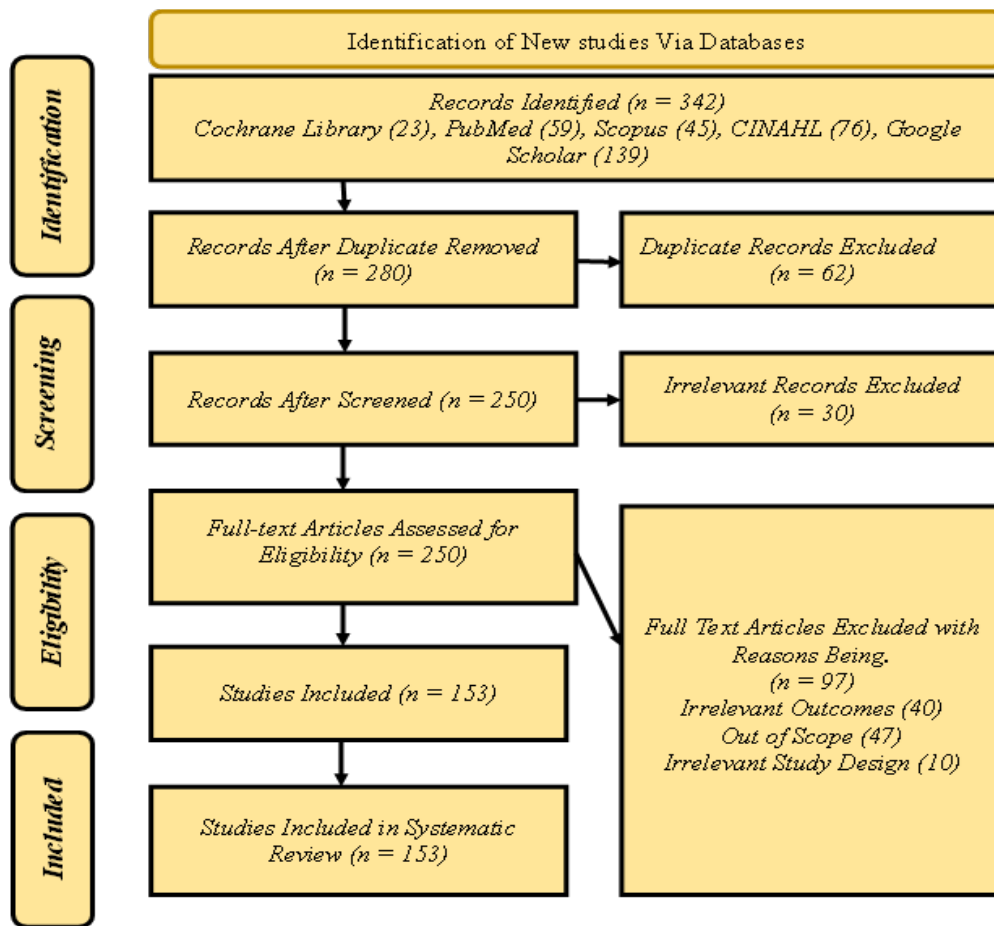 Identification of New studies Via Databases
Identification
Records Identified (n = 342)
Cochrane Library (23), PubMed (59), Scopus (45), CINAHL (76), Google
Scholar (139)
Records After Duplicate Removed
(n = 280)
Duplicate Records Excluded
(n = 62)
Screening
Records After Screened (n = 250)
Irrelevant Records Excluded
(n = 30)
Eligibility
Full-text Articles Assessed for
Eligibility (n = 250)
Full Text Articles Excluded with
Reasons Being.
(n = 97)
Irrelevant Outcomes (40)
Out of Scope (47)
Irrelevant Study Design (10)
Studies Included (n = 153)
Included
Studies Included in Systematic
Review (n = 153)